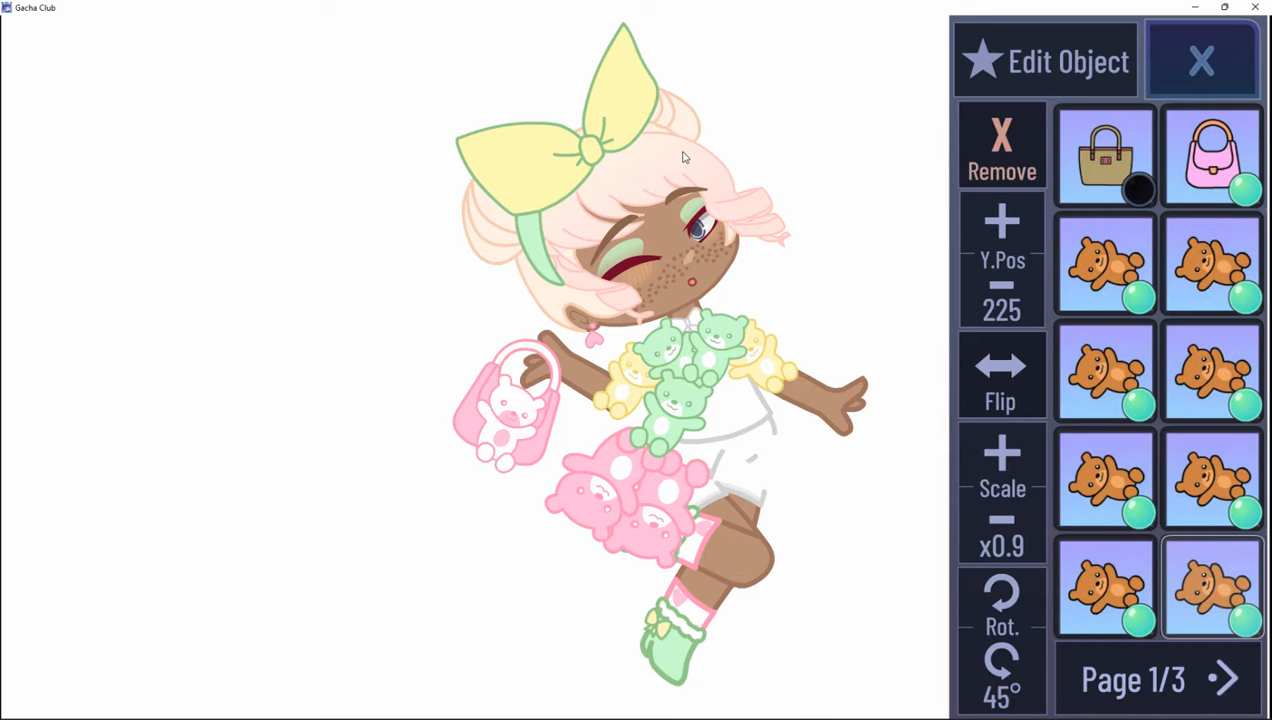 Gacha Club
Edit Object
X
X
Remove
Y.Pos
225
Flip
Scale
x0.9
Rot.
45°
Page 1/3